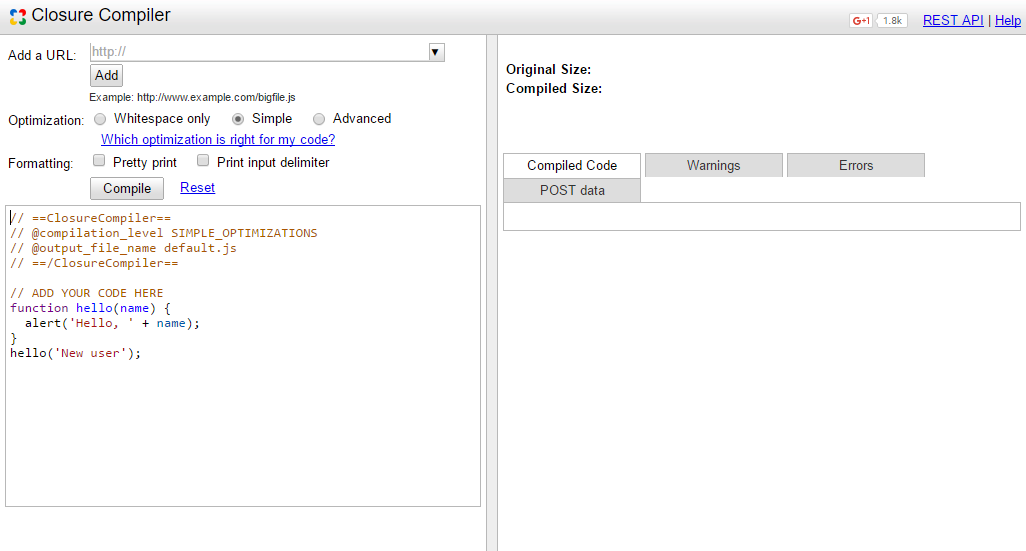 Closure Compiler
G+1 1.8k REST API | Help
Add a URL: http://
Add
Example: http://www.example.com/bigfile.js
Optimization: Whitespace only Simple Advanced
Which optimization is right for my code?
Formatting: Pretty print Print input delimiter
Compile Reset
// ==ClosureCompiler==
// @compilation_level SIMPLE_OPTIMIZATIONS
// @output_file_name default.js
// ==/ClosureCompiler==
// ADD YOUR CODE HERE
function hello(name) {
alert('Hello, ' + name);
}
hello('New user');
Original Size:
Compiled Size:
Compiled Code Warnings Errors
POST data